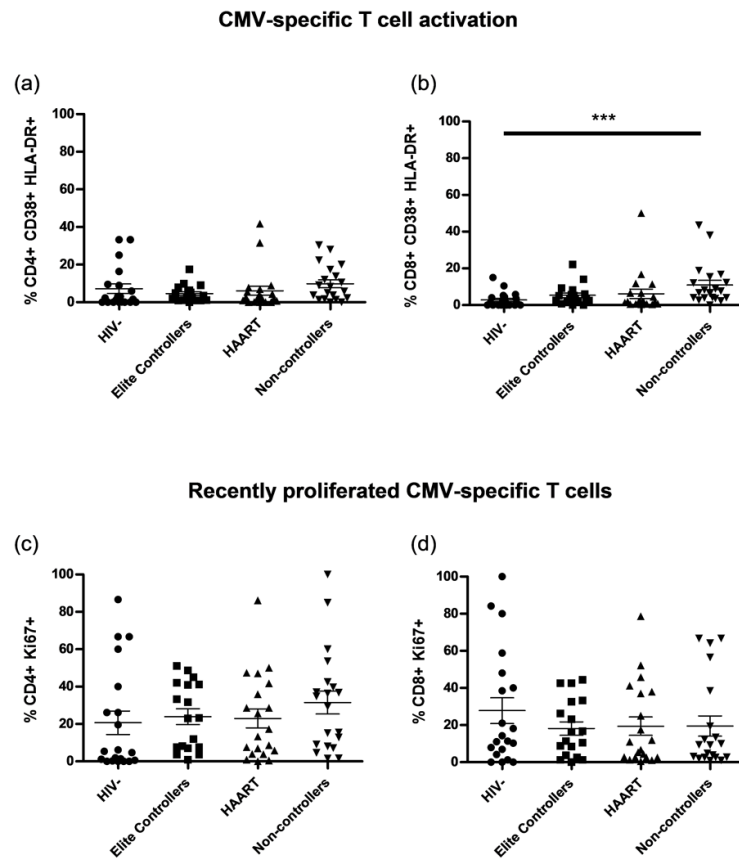 CMV-specific T cell activation
(a)
% CD4+ CD38+ HLA-DR+
100
80
60
40
20
0
HIV-
Elite Controllers
HAART
Non-controllers
(b)
% CD8+ CD38+ HLA-DR+
***
100
80
60
40
20
0
HIV-
Elite Controllers
HAART
Non-controllers
Recently proliferated CMV-specific T cells
(c)
% CD4+ Ki67+
100
80
60
40
20
0
HIV-
Elite Controllers
HAART
Non-controllers
(d)
% CD8+ Ki67+
100
80
60
40
20
0
HIV-
Elite Controllers
HAART
Non-controllers